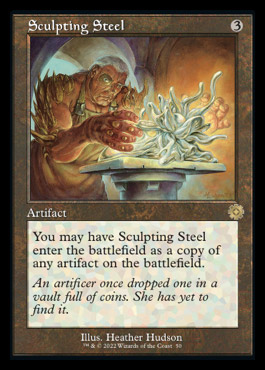 Sculpting Steel 3
Artifact
You may have Sculpting Steel
enter the battlefield as a copy of
any artifact on the battlefield.
An artificer once dropped one in a
vault full of coins. She has yet to
find it.
Illus. Heather Hudson
™ & © 2022 Wizards of the Coast 50